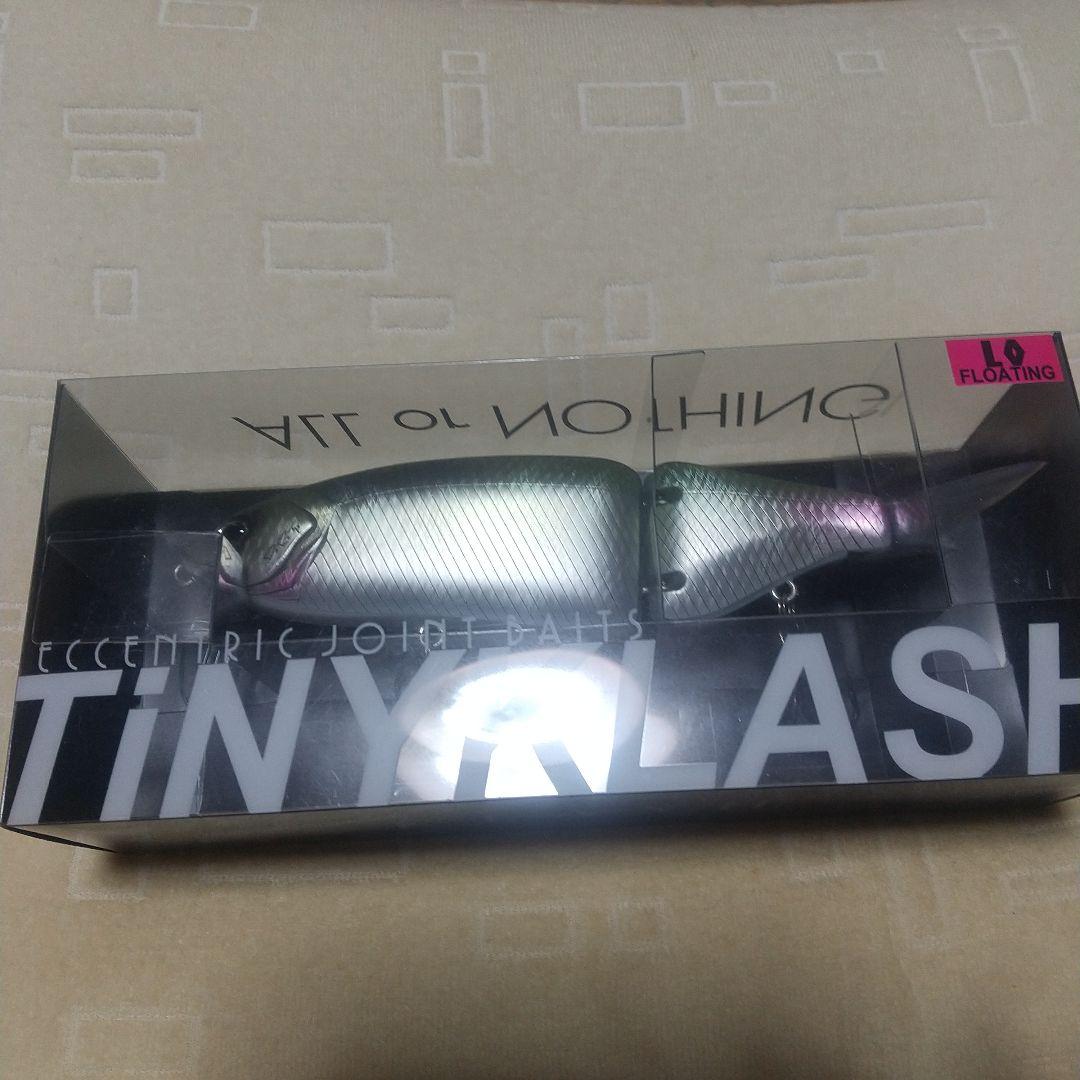 LO
FLOATING
ALL or NOTHING
ECCENTRIC JOINT BAITS
TiNYKLASH